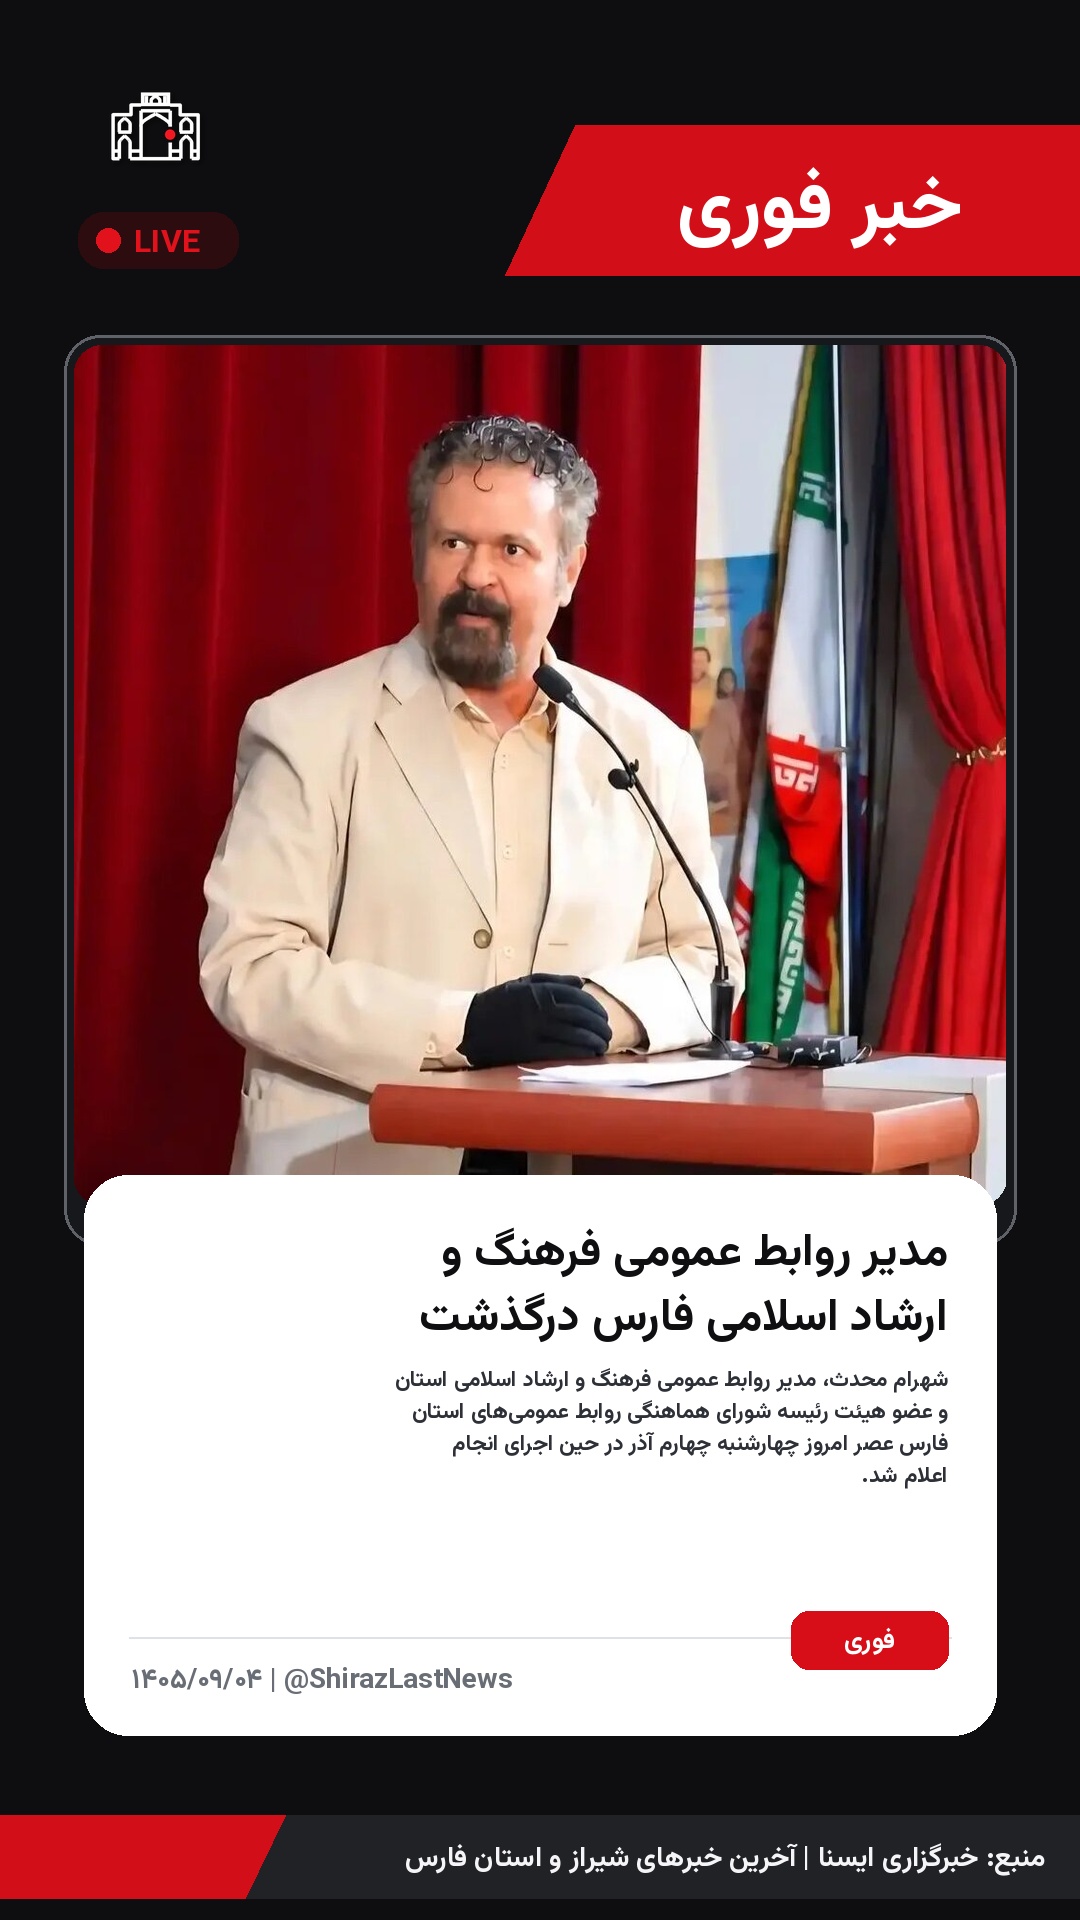 خبر فوری
LIVE
مدیر روابط عمومی فرهنگ و
ارشاد اسلامی فارس درگذشت
شهرام محدث، مدیر روابط عمومی فرهنگ و ارشاد اسلامی استان
و عضو هیئت رئیسه شورای هماهنگی روابط عمومی‌های استان
فارس عصر امروز چهارشنبه چهارم آذر در حین اجرای انجام
اعلام شد.
فوری
۱۴۰۵/۰۹/۰۴ | @ShirazLastNews
منبع: خبرگزاری ایسنا | آخرین خبرهای شیراز و استان فارس